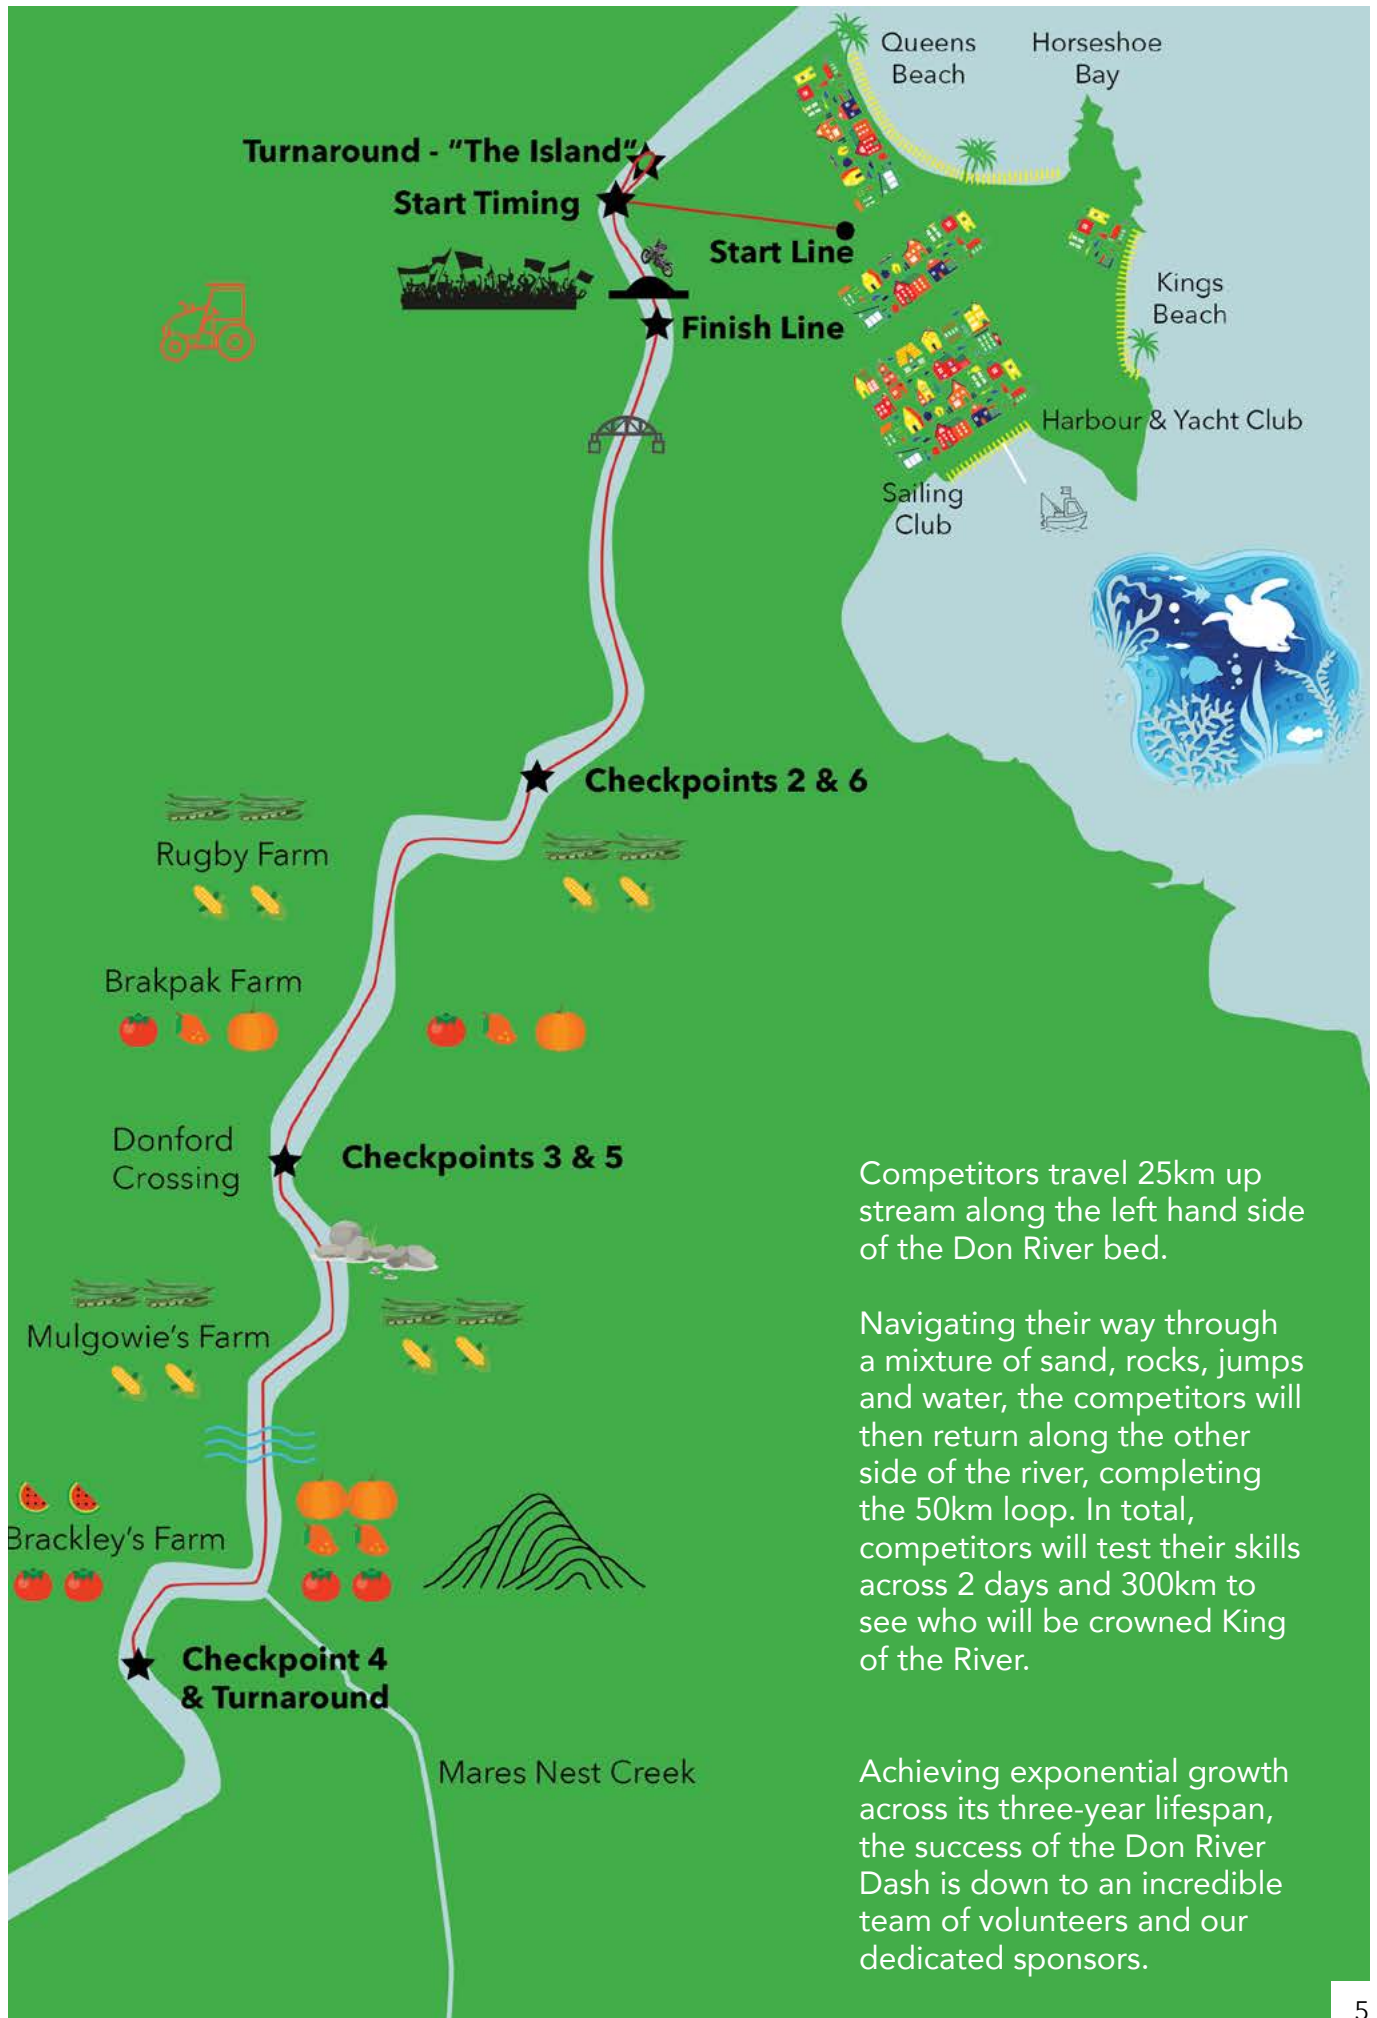 Queens
Beach
Horseshoe
Bay
Turnaround - "The Island"
Start Timing
Start Line
Kings
Beach
Finish Line
Harbour & Yacht Club
Sailing
Club
Checkpoints 2 & 6
Rugby Farm
Brakpak Farm
Donford
Crossing
Checkpoints 3 & 5
Mulgowie's Farm
Brackley's Farm
Checkpoint 4
& Turnaround
Mares Nest Creek
Competitors travel 25km up
stream along the left hand side
of the Don River bed.
Navigating their way through
a mixture of sand, rocks, jumps
and water, the competitors will
then return along the other
side of the river, completing
the 50km loop. In total,
competitors will test their skills
across 2 days and 300km to
see who will be crowned King
of the River.
Achieving exponential growth
across its three-year lifespan,
the success of the Don River
Dash is down to an incredible
team of volunteers and our
dedicated sponsors.
5